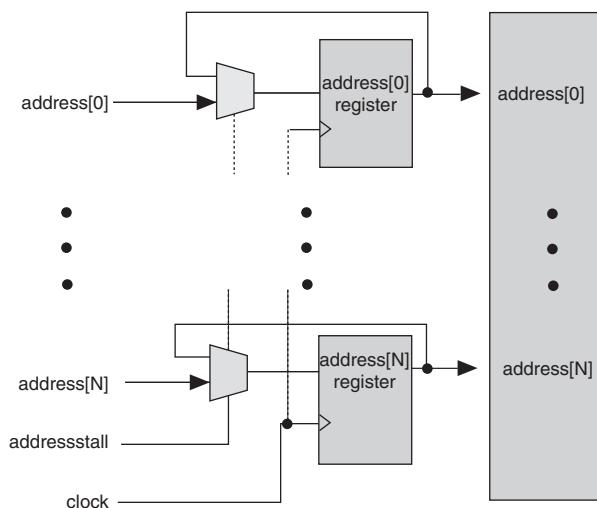 address[0]
address[0]
register
address[0]
address[N]
address[N]
register
address[N]
addressstall
clock